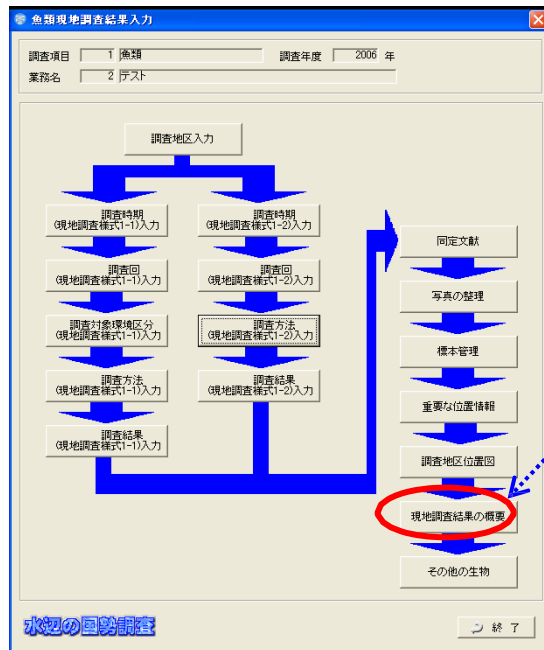 魚類現地調査結果入力
調査項目 1 魚類 調査年度 2006 年
業務名 2 テスト
調査地区入力
調査時期
(現地調査様式1-1)入力
調査回
(現地調査様式1-1)入力
調査対象環境区分
(現地調査様式1-1)入力
調査方法
(現地調査様式1-1)入力
調査結果
(現地調査様式1-1)入力
調査時期
(現地調査様式1-2)入力
調査回
(現地調査様式1-2)入力
調査方法
(現地調査様式1-2)入力
調査結果
(現地調査様式1-2)入力
同定文献
写真の整理
標本管理
重要な位置情報
調査地区位置図
現地調査結果の概要
その他の生物
水辺の国勢調査
終 了